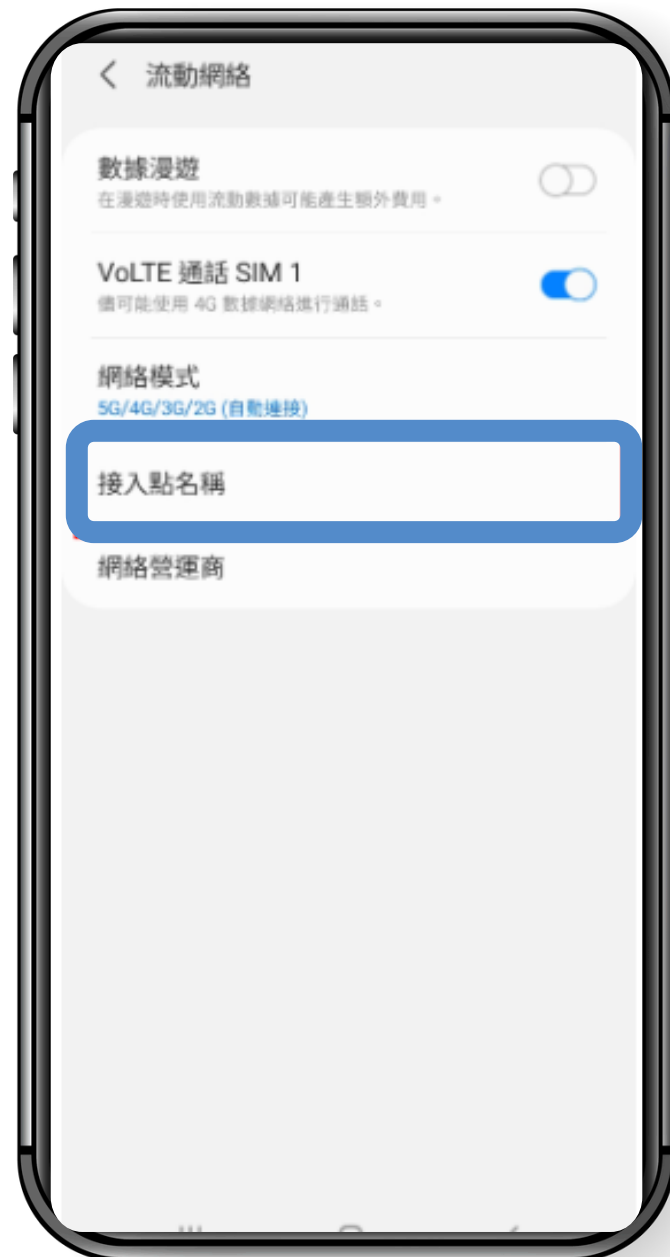 流動網絡
數據漫遊
在漫遊時使用流動數據可能產生額外費用。
VoLTE 通話 SIM 1
儘可能使用 4G 數據網絡進行通話。
網絡模式
5G/4G/3G/2G (自動連接)
接入點名稱
網絡營運商